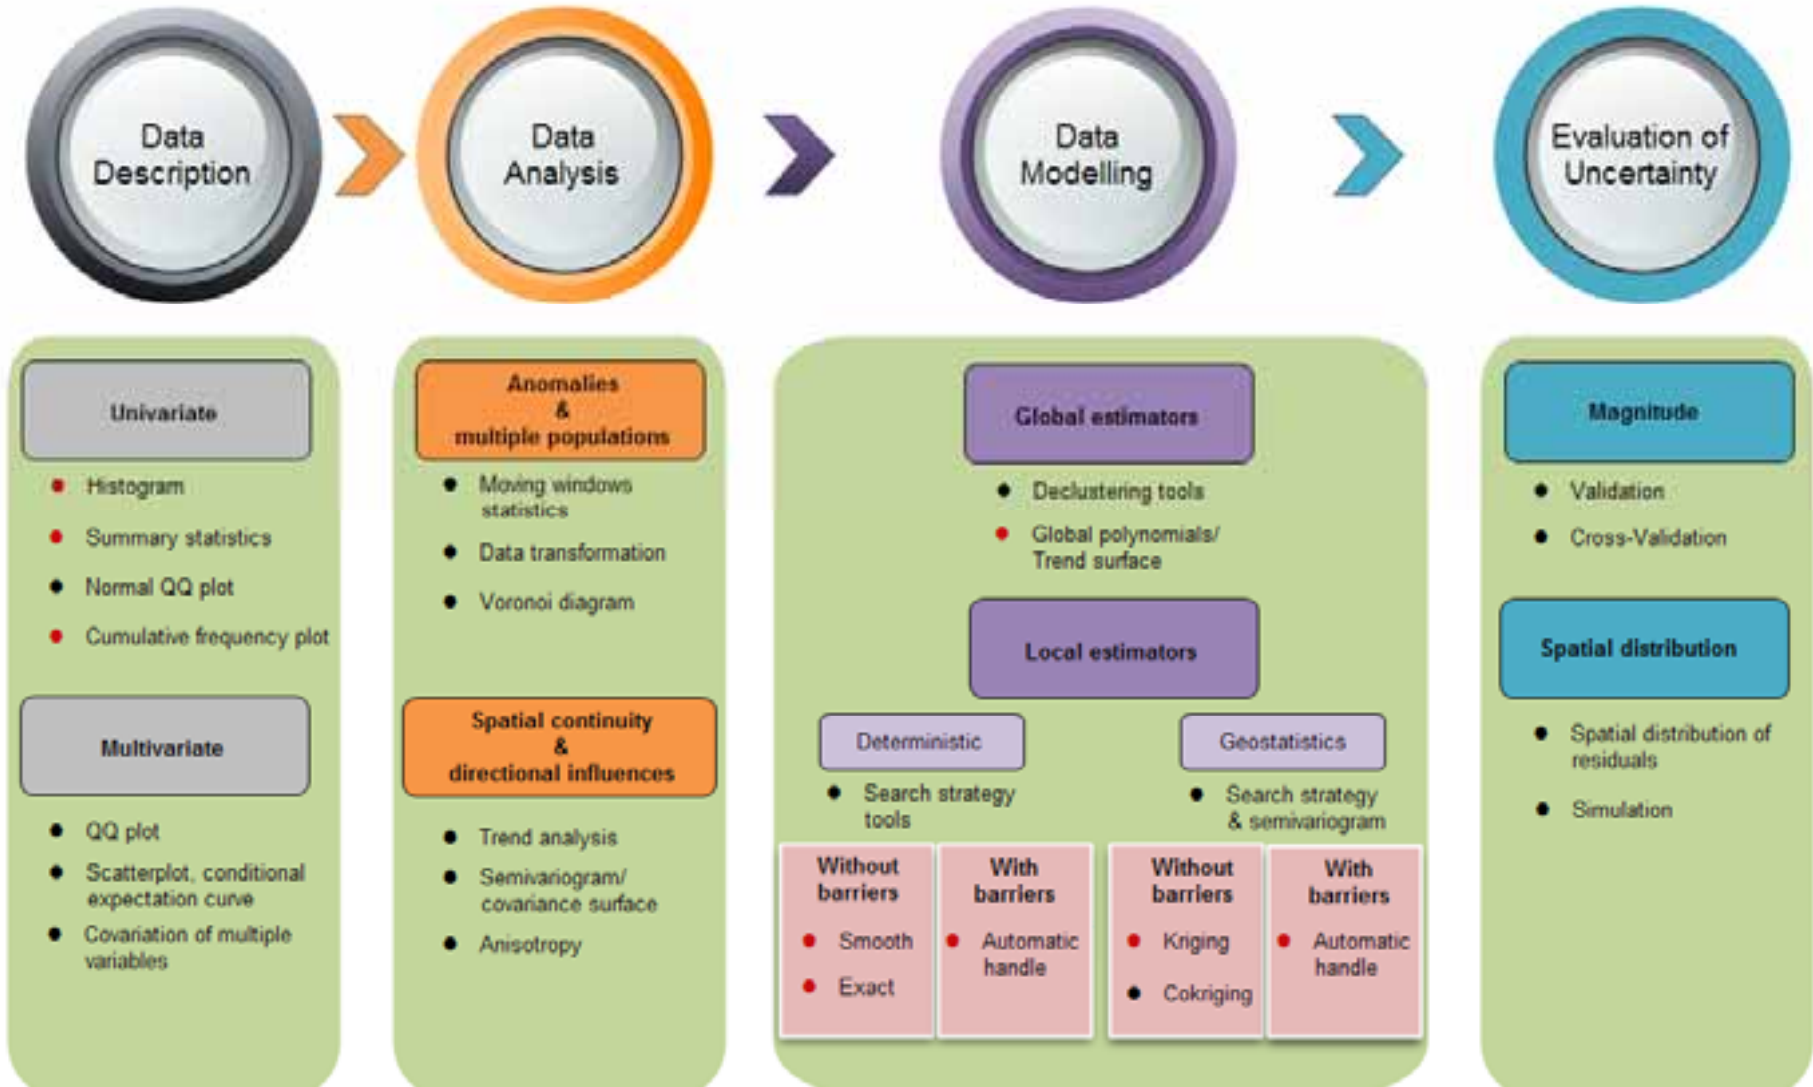 Data
Description
Data
Analysis
Data
Modelling
Evaluation of
Uncertainty
Univariate
Histogram
Summary statistics
Normal QQ plot
Cumulative frequency plot
Multivariate
QQ plot
Scatterplot, conditional
expectation curve
Covariation of multiple
variables
Anomalies
&
multiple populations
Moving windows
statistics
Data transformation
Voronoi diagram
Spatial continuity
&
directional influences
Trend analysis
Semivariogram/
covariance surface
Anisotropy
Global estimators
Declustering tools
Global polynomials/
Trend surface
Local estimators
Deterministic
Search strategy
tools
Without
barriers
Smooth
Exact
With
barriers
Automatic
handle
Geostatistics
Search strategy
& semivariogram
Without
barriers
Kriging
Cokriging
With
barriers
Automatic
handle
Magnitude
Validation
Cross-Validation
Spatial distribution
Spatial distribution of
residuals
Simulation